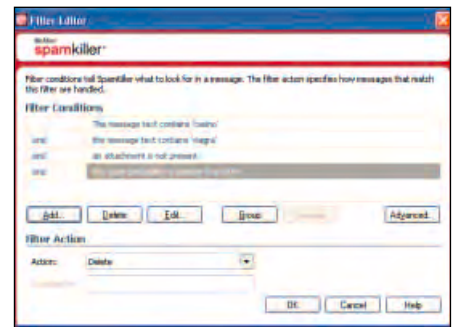 Filter Editor
McAfee
spamkiller
Filter conditions tell SpamKiller what to look for in a message. The filter action specifies how messages that match
this filter are handled.
Filter Conditions
The message text contains 'casino'
and the message text contains 'viagra'
and an attachment is not present
and
Add... Delete Edit... Group Advanced...
Filter Action
Action: Delete
OK Cancel Help